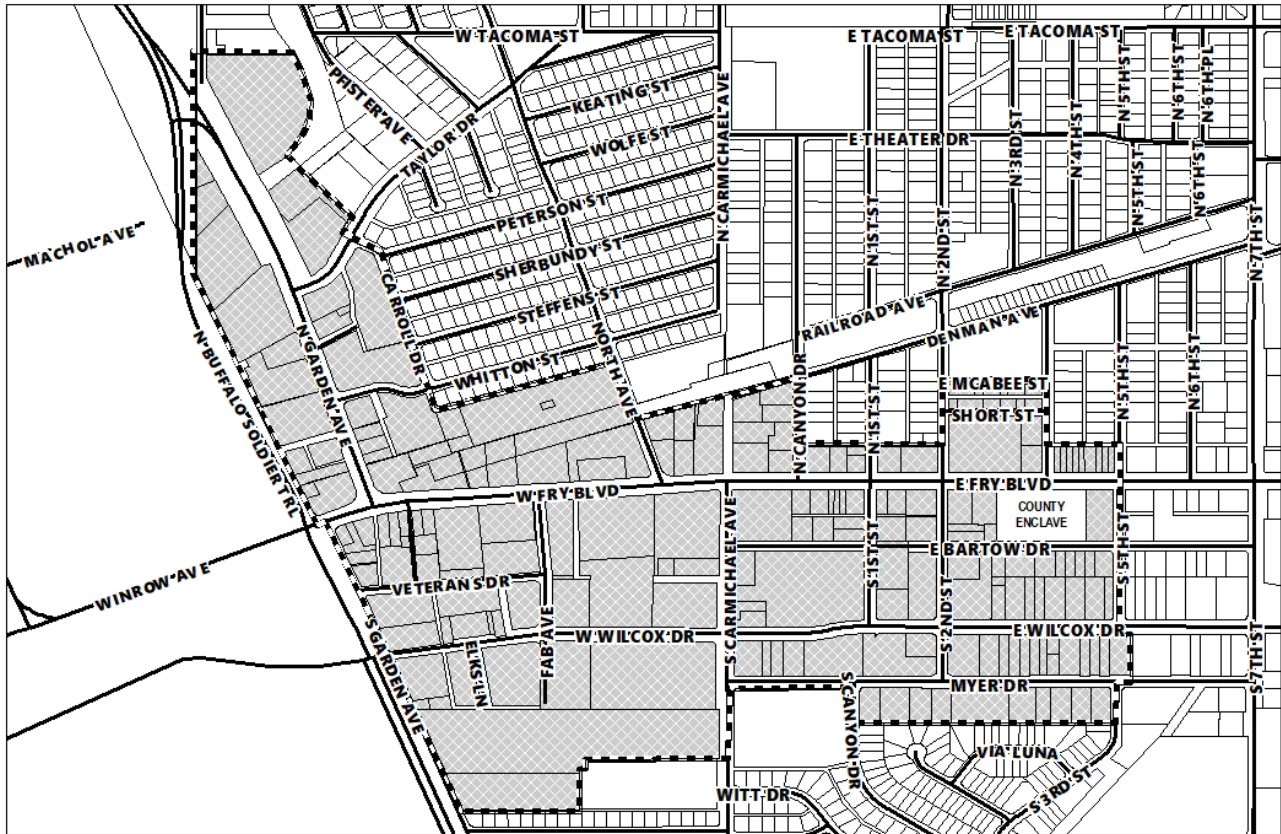 W TACOMA ST
E TACOMA ST
E TACOMA ST
N 5TH ST
N 6TH ST
N 6TH PL
PFISTER AVE
KEATING ST
TAYLOR DR
WOLFE ST
N CARMICHAEL AVE
E THEATER DR
N 3RD ST
N 4TH ST
N 5TH ST
N 6TH ST
PETERSON ST
MACHOL AVE
SHERBUNDY ST
N 1ST ST
N 2ND ST
N 7TH ST
CARROLL DR
STEFFENS ST
N GARDEN AVE
NORTH AVE
RAILROAD AVE
DENMAN AVE
N BUFFALO SOLDIER TRL
WHITTON ST
N CANYON DR
N 1ST ST
E MCABEE ST
SHORT ST
N 5TH ST
N 6TH ST
W FRY BLVD
E FRY BLVD
COUNTY
ENCLAVE
S CARMICHAEL AVE
S 1ST ST
E BARTOW DR
S 5TH ST
WINROW AVE
VETERANS DR
S 2ND ST
FAB AVE
W WILCOX DR
E WILCOX DR
S GARDEN AVE
ELKS LN
S 7TH ST
S CANYON DR
MYER DR
VIA LUNA
WITT DR
S 3RD ST